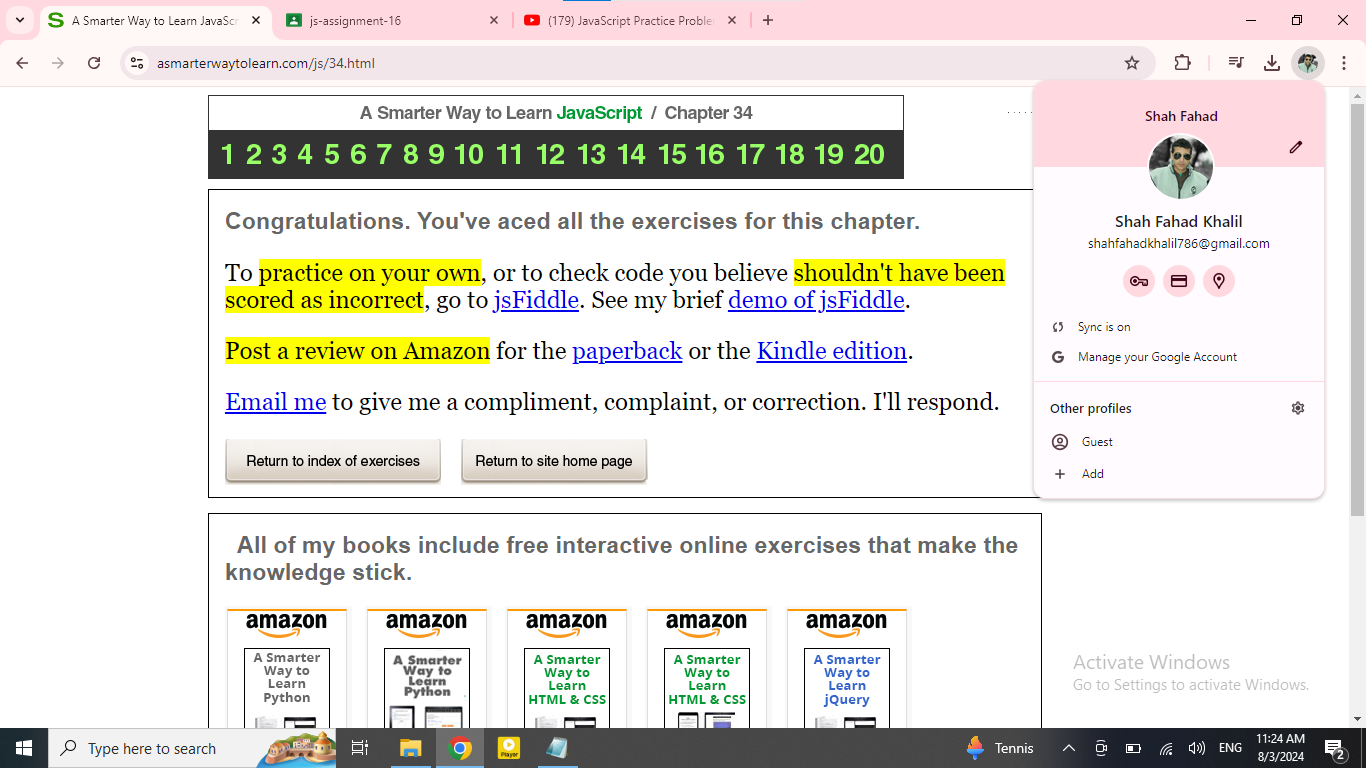 A Smarter Way to Learn JavaScr
js-assignment-16
(179) JavaScript Practice Proble
asmarterwaytolearn.com/js/34.html
A Smarter Way to Learn JavaScript / Chapter 34
1 2 3 4 5 6 7 8 9 10 11 12 13 14 15 16 17 18 19 20
Congratulations. You've aced all the exercises for this chapter.
To practice on your own, or to check code you believe shouldn't have been
scored as incorrect, go to jsFiddle. See my brief demo of jsFiddle.
Post a review on Amazon for the paperback or the Kindle edition.
Email me to give me a compliment, complaint, or correction. I'll respond.
Return to index of exercises
Return to site home page
Shah Fahad
Shah Fahad Khalil
shahfahadkhalil786@gmail.com
Sync is on
Manage your Google Account
Other profiles
Guest
Add
All of my books include free interactive online exercises that make the
knowledge stick.
amazon
A Smarter
Way to
Learn
Python
amazon
A Smarter
Way to
Learn
Python
amazon
A Smarter
Way to
Learn
HTML & CSS
amazon
A Smarter
Way to
Learn
HTML & CSS
amazon
A Smarter
Way to
Learn
jQuery
Activate Windows
Go to Settings to activate Windows.
Type here to search
Player
Tennis
ENG
11:24 AM
8/3/2024
2